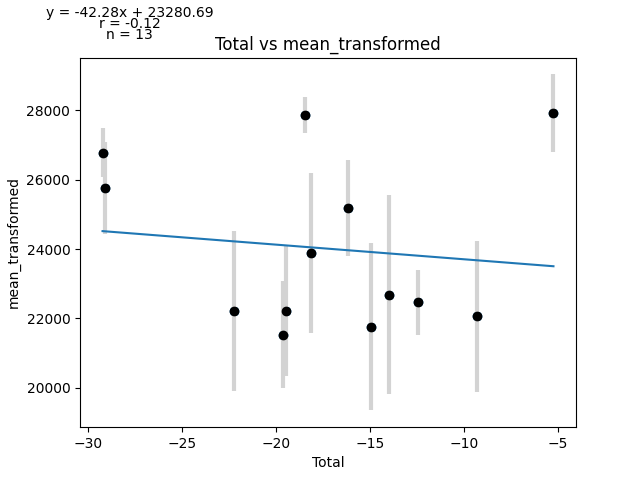 y = -42.28x + 23280.69
r = -0.12
n = 13
Total vs mean_transformed
mean_transformed
28000
26000
24000
22000
20000
−30
−25
−20
−15
−10
−5
Total